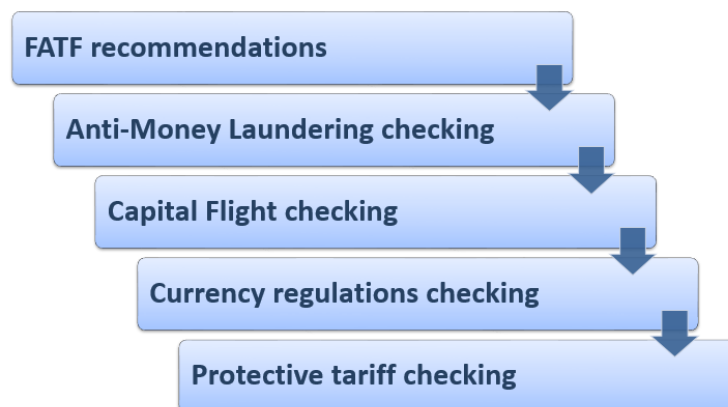 FATF recommendations
Anti-Money Laundering checking
Capital Flight checking
Currency regulations checking
Protective tariff checking